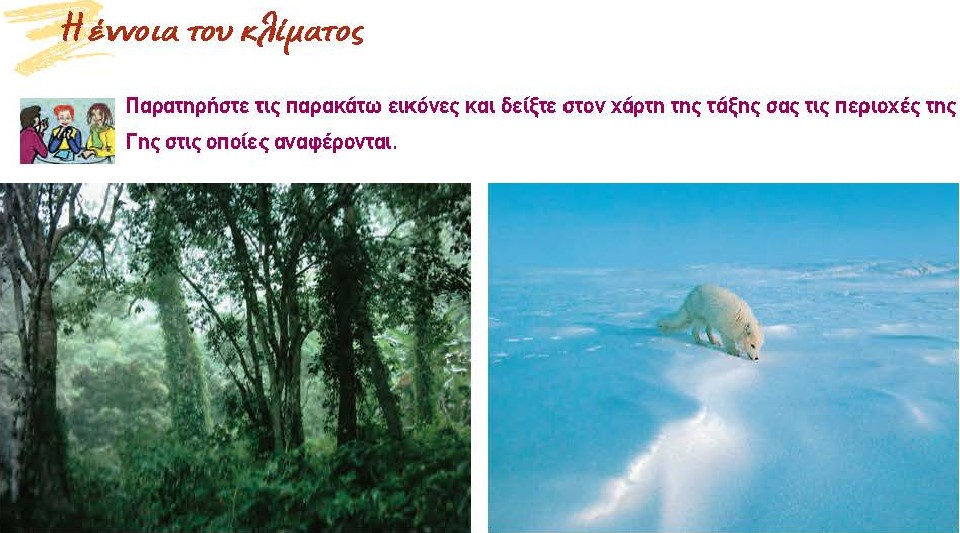 Η έννοια του κλίματος
Παρατηρήστε τις παρακάτω εικόνες και δείξτε στον χάρτη της τάξης σας τις περιοχές της
Γης στις οποίες αναφέρονται.